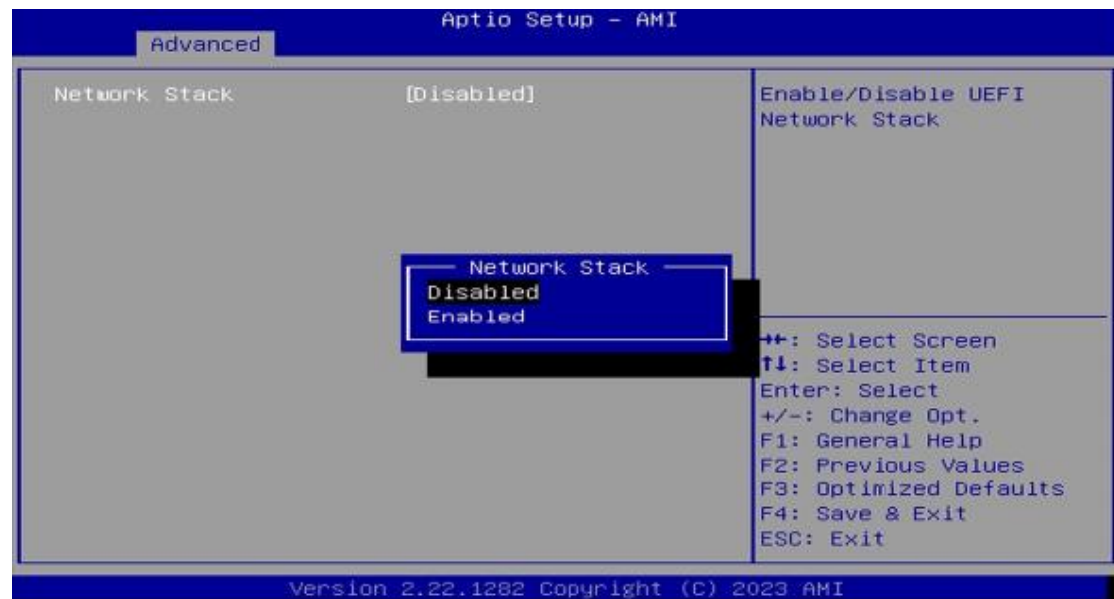 Aptio Setup – AMI
Advanced
Network Stack [Disabled]
Enable/Disable UEFI
Network Stack
Network Stack
Disabled
Enabled
→←: Select Screen
↑↓: Select Item
Enter: Select
+/-: Change Opt.
F1: General Help
F2: Previous Values
F3: Optimized Defaults
F4: Save & Exit
ESC: Exit
Version 2.22.1282 Copyright (C) 2023 AMI